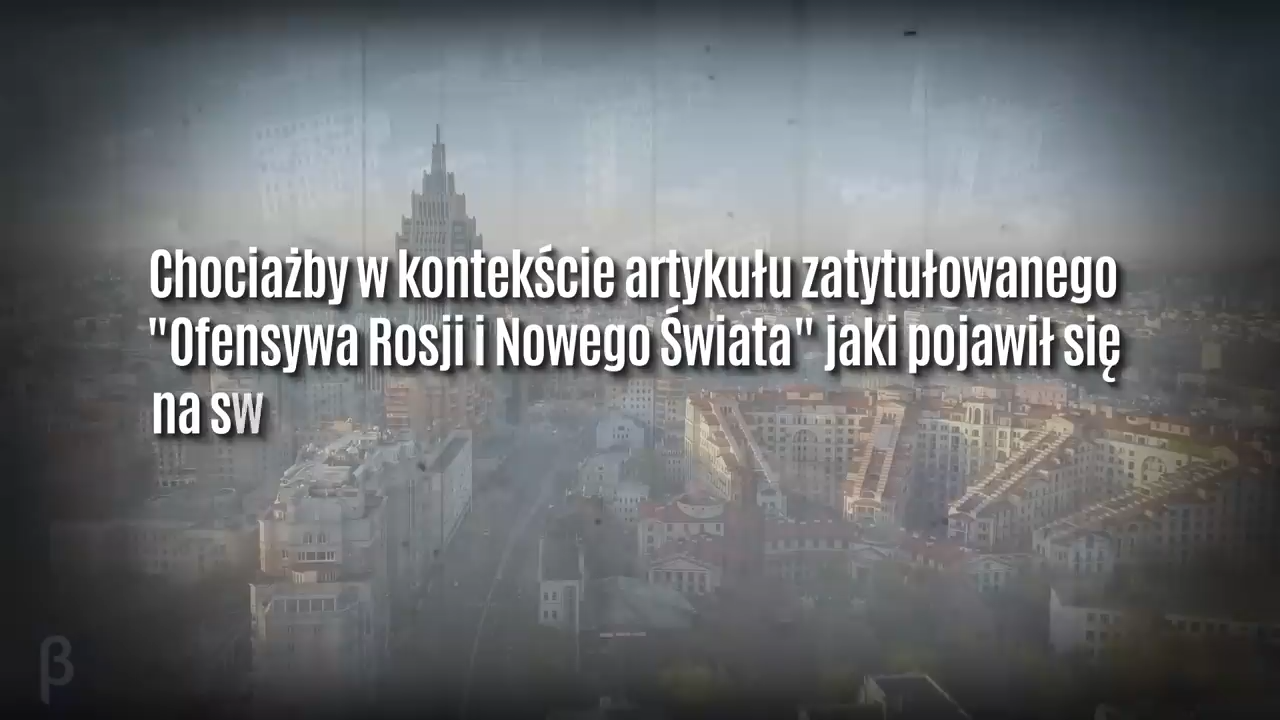 Chociażby w kontekście artykułu zatytułowanego
"Ofensywa Rosji i Nowego Świata" jaki pojawił się
na sw
β